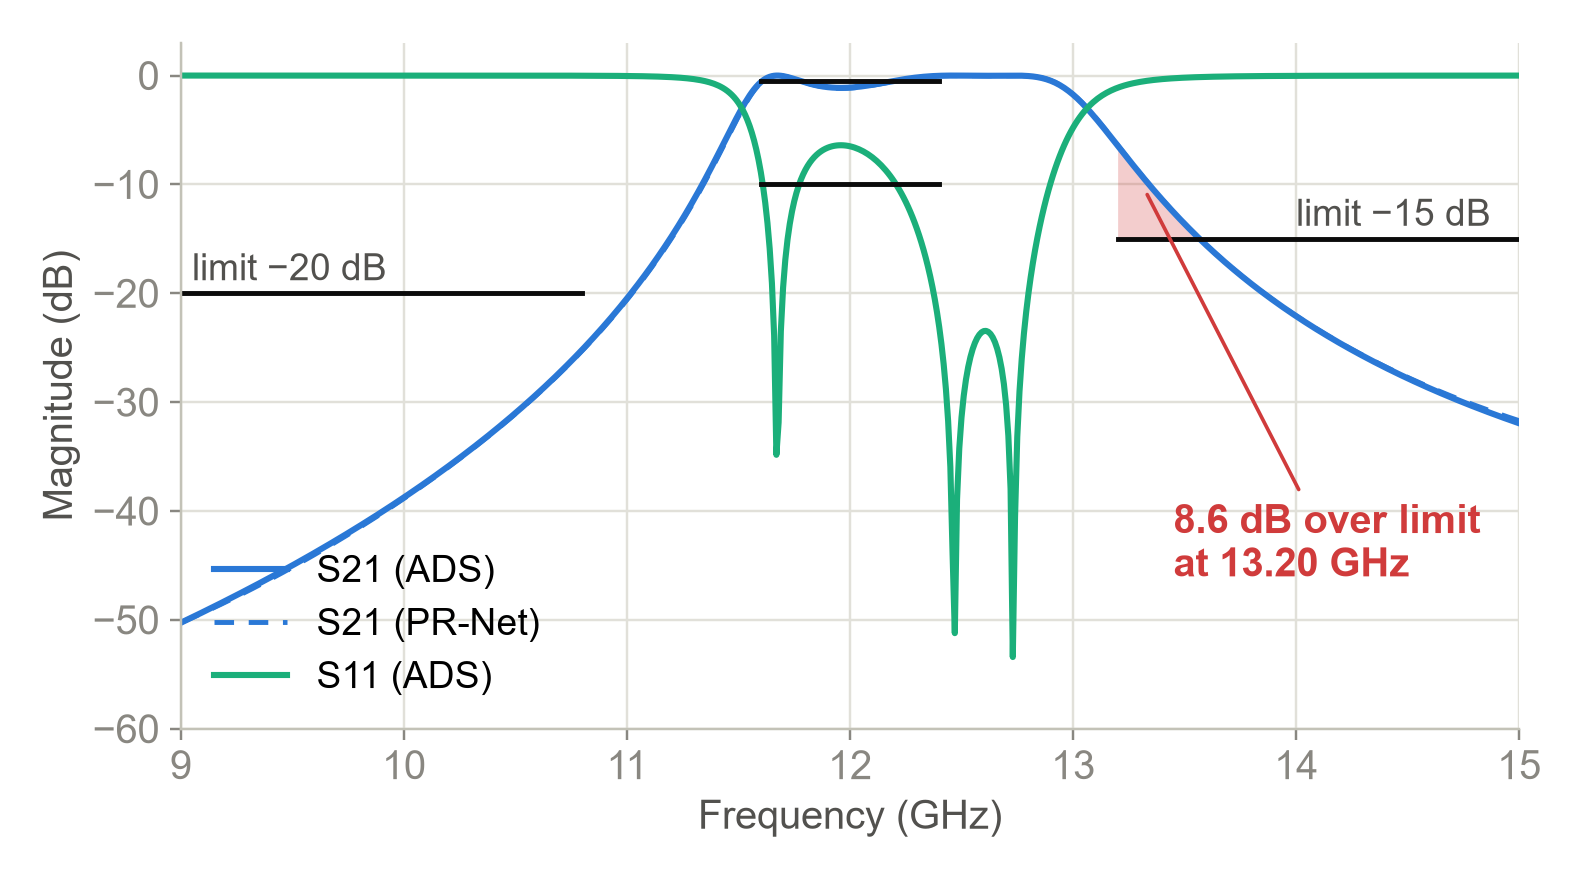 0
−10
−20
−30
−40
−50
−60
Magnitude (dB)
limit −20 dB
limit −15 dB
8.6 dB over limit
at 13.20 GHz
S21 (ADS)
S21 (PR-Net)
S11 (ADS)
9 10 11 12 13 14 15
Frequency (GHz)